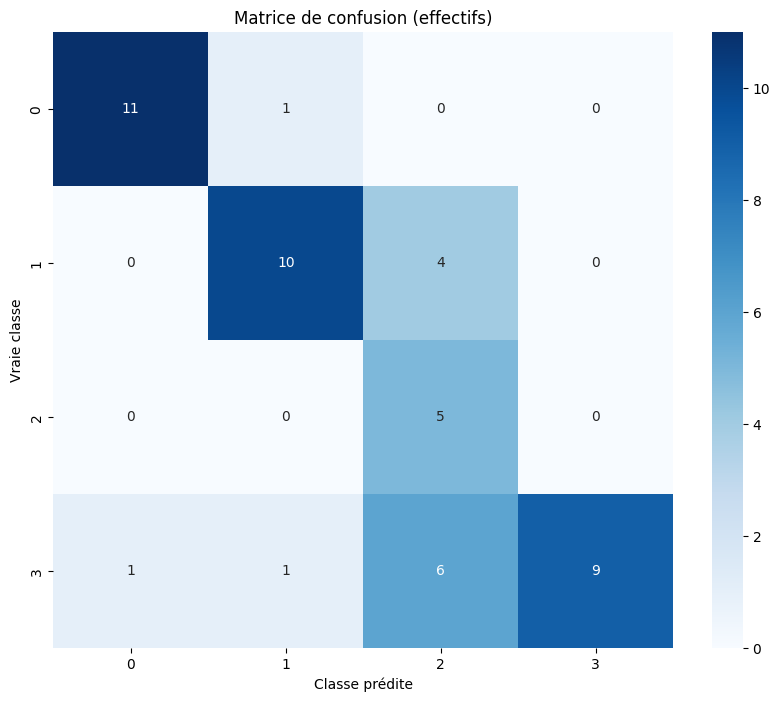 Matrice de confusion (effectifs)
0 11 1 0 0
1 0 10 4 0
2 0 0 5 0
3 1 1 6 9
0 1 2 3
Classe prédite
Vraie classe
10
8
6
4
2
0